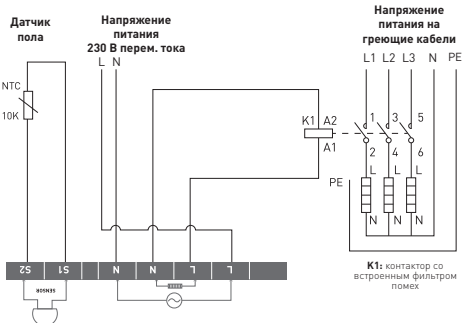 Датчик
пола
Напряжение
питания
230 В перем. тока
Напряжение
питания на
греющие кабели
L N
L1 L2 L3 N PE
NTC
10K
K1 A2
A1
1 3 5
2 4 6
L L L
PE
N N N
S2 S1 N N L L
SENSOR
K1: контактор со
встроенным фильтром
помех